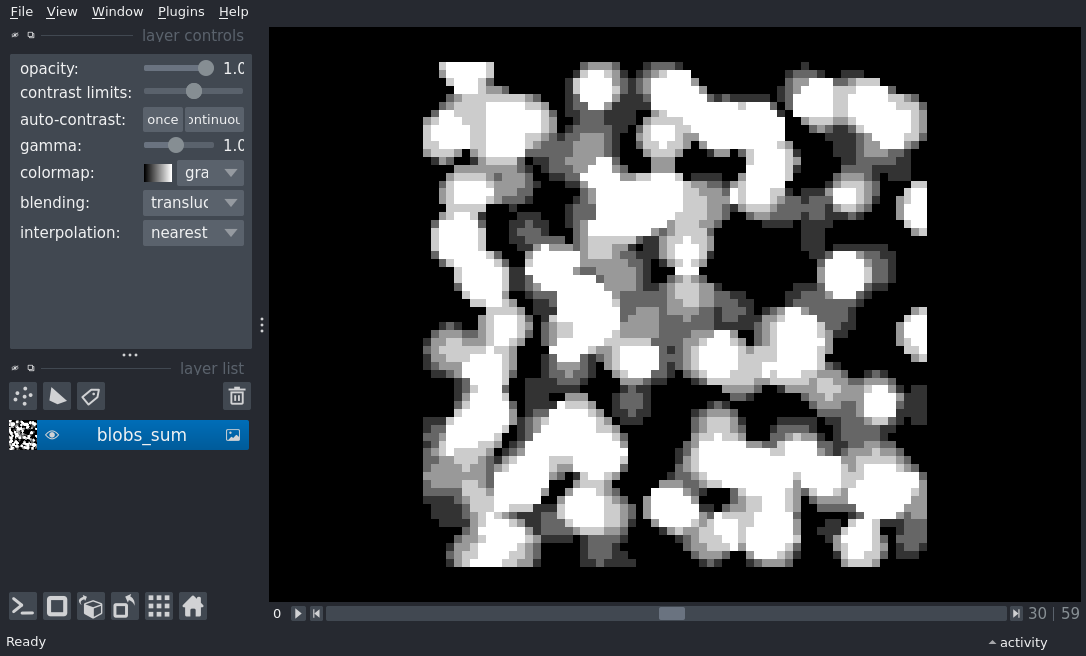 File View Window Plugins Help
layer controls
opacity: 1.0
contrast limits:
auto-contrast: once ontinuou
gamma: 1.0
colormap: gra
blending: transluc
interpolation: nearest
layer list
blobs_sum
0 30 | 59
Ready activity